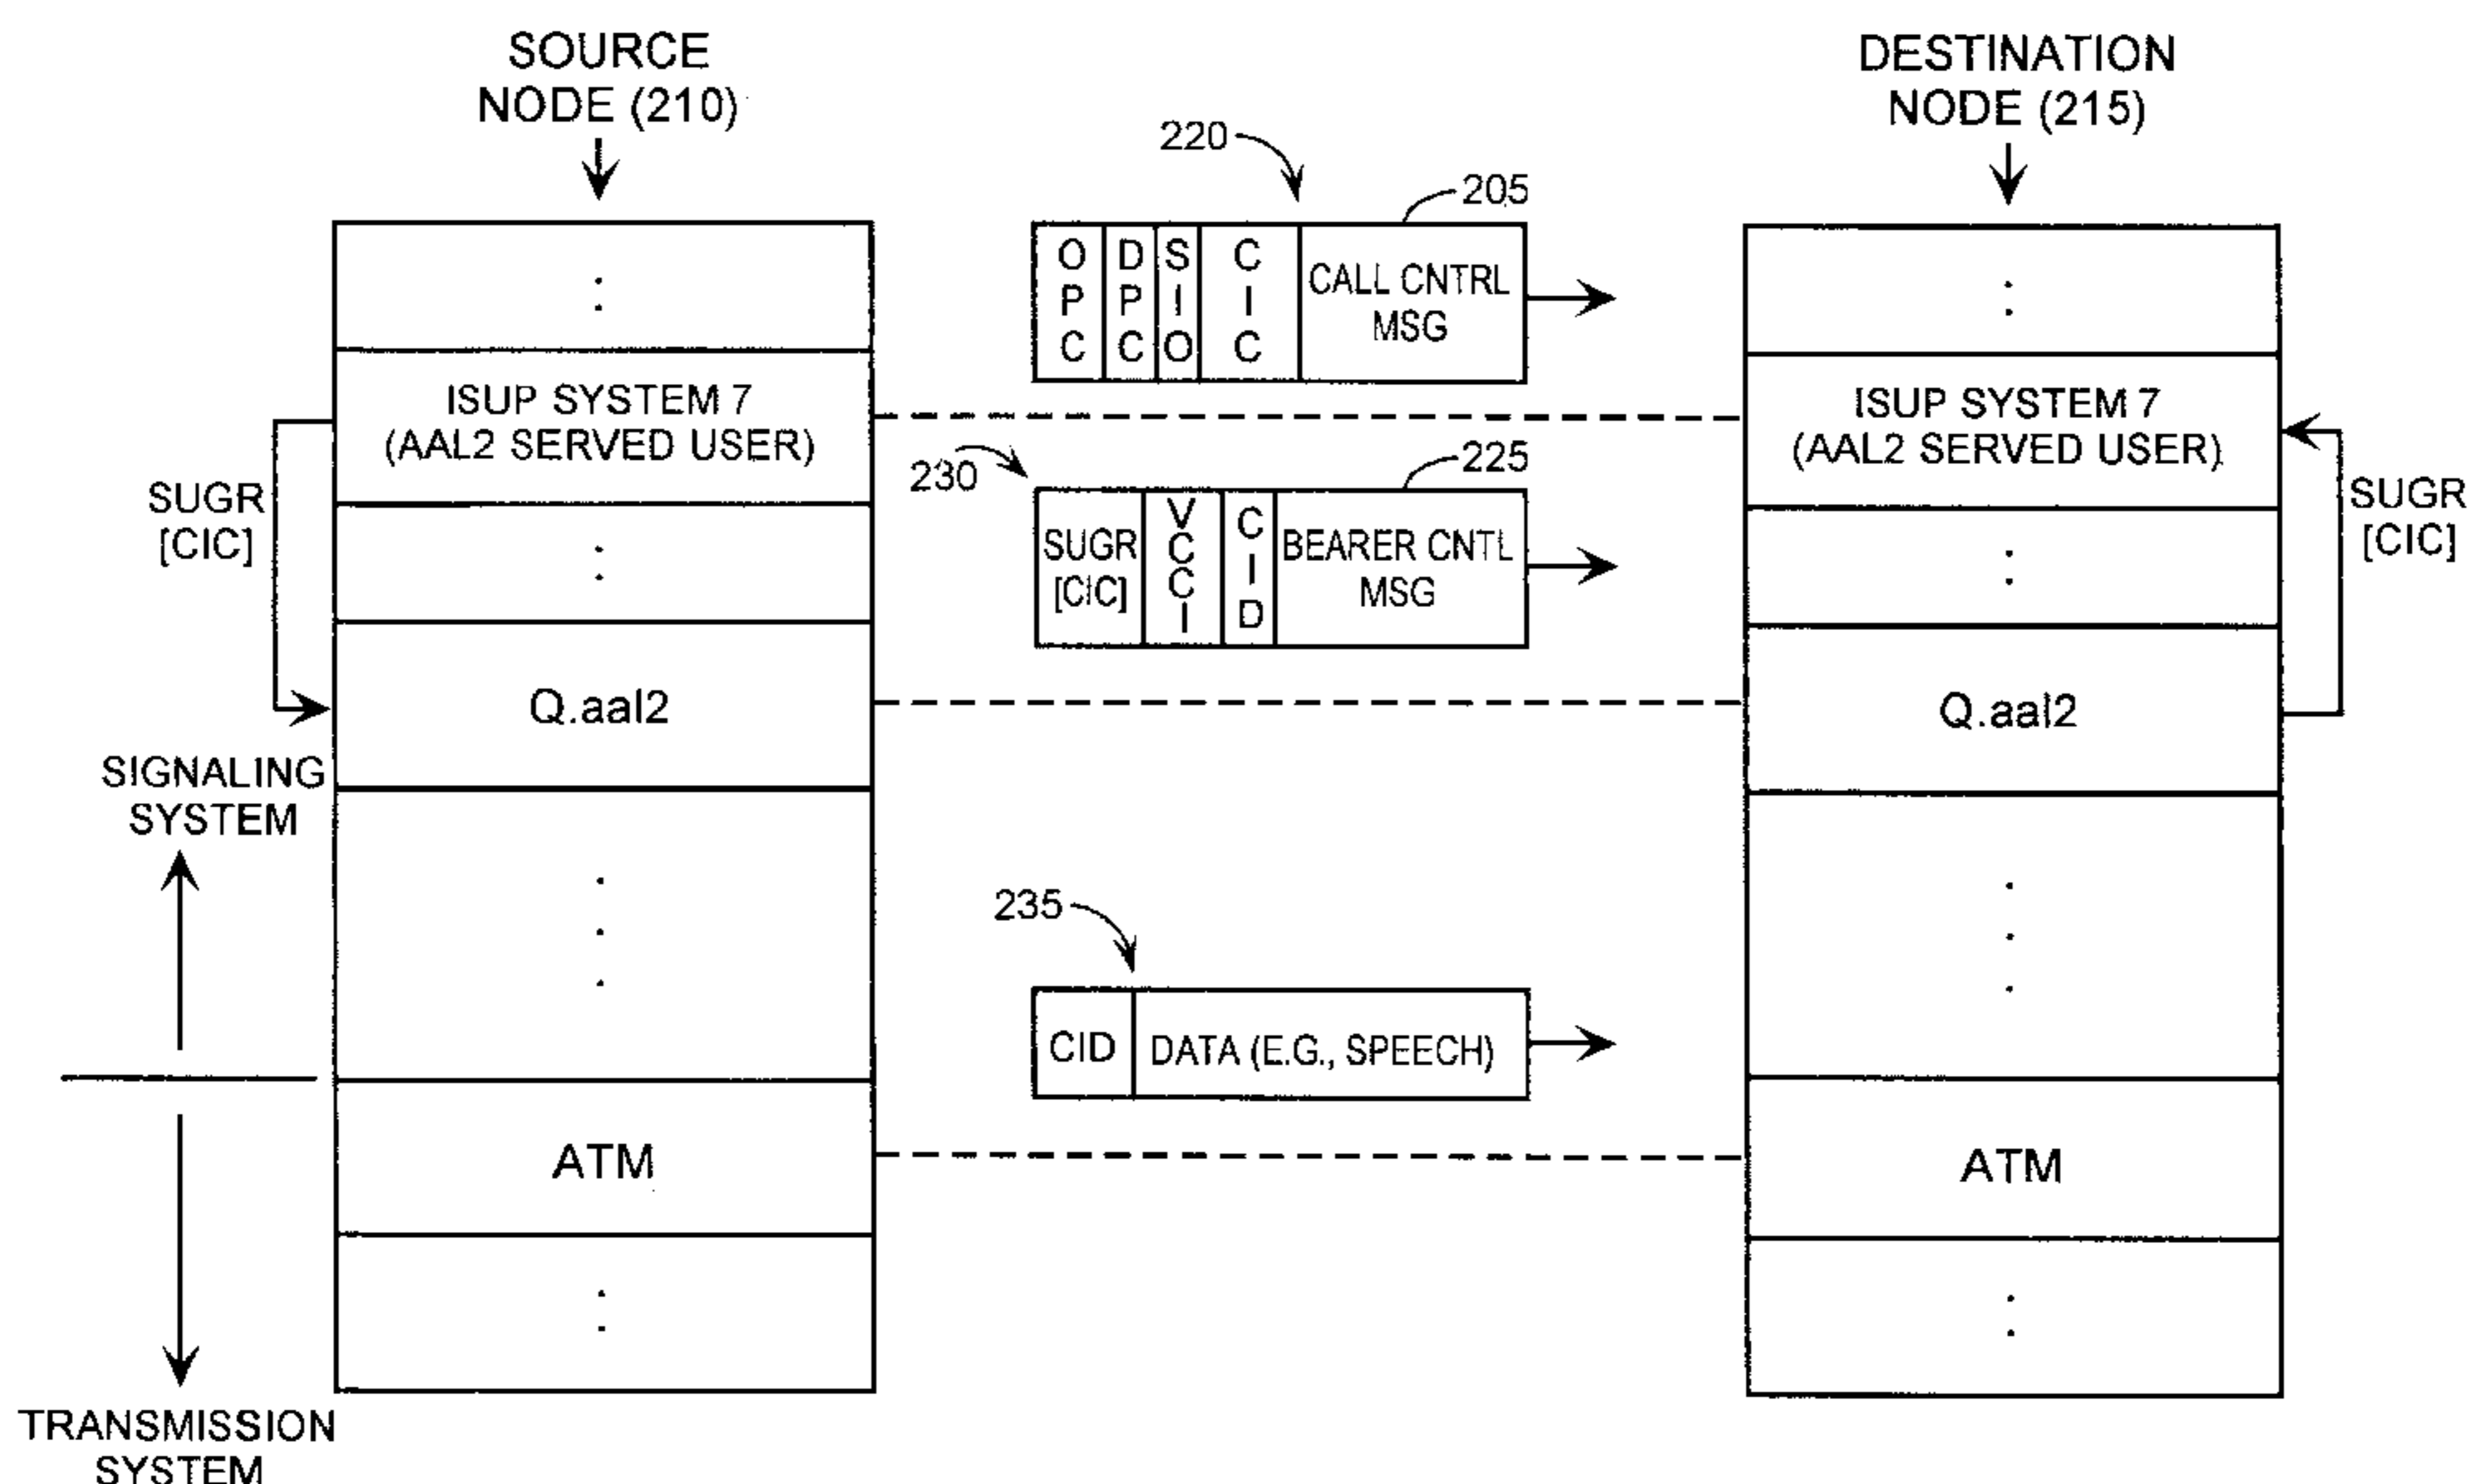 SOURCE
NODE (210)
DESTINATION
NODE (215)
220
205
O
P
C
D
P
C
S
I
O
C
I
C
CALL CNTRL
MSG
ISUP SYSTEM 7
(AAL2 SERVED USER)
ISUP SYSTEM 7
(AAL2 SERVED USER)
230
225
SUGR
[CIC]
SUGR
[CIC]
V
C
C
I
C
I
D
BEARER CNTL
MSG
SUGR
[CIC]
Q.aal2
Q.aal2
SIGNALING
SYSTEM
235
CID
DATA (E.G., SPEECH)
ATM
ATM
TRANSMISSION
SYSTEM